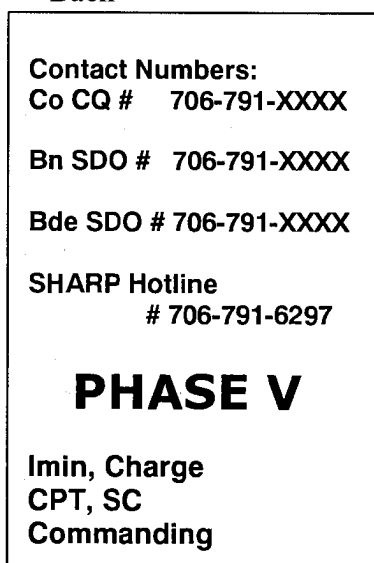 Contact Numbers:
Co CQ # 706-791-XXXX
Bn SDO # 706-791-XXXX
Bde SDO # 706-791-XXXX
SHARP Hotline
# 706-791-6297
PHASE V
Imin, Charge
CPT, SC
Commanding